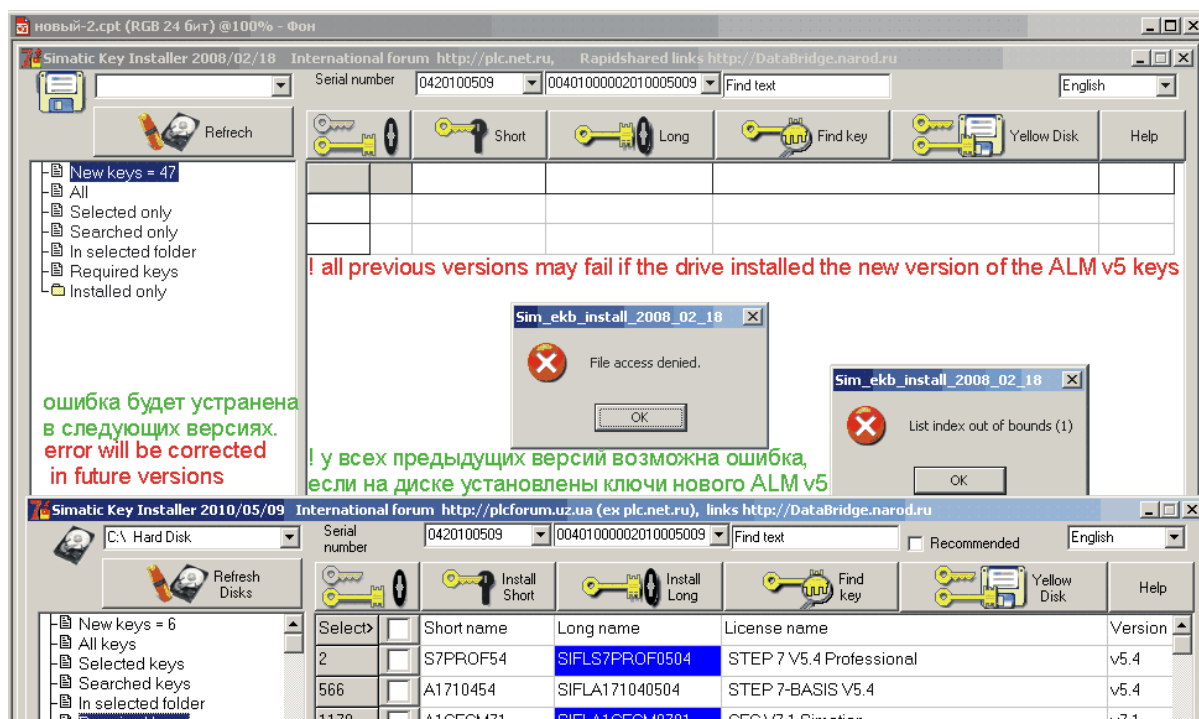 новый-2.cpt (RGB 24 бит) @100% - Фон
Simatic Key Installer 2008/02/18 International forum http://plc.net.ru, Rapidshared links http://DataBridge.narod.ru
Serial number 0420100509 00401000002010005009 Find text English
Refrech Short Long Find key Yellow Disk Help
New keys = 47
All
Selected only
Searched only
In selected folder
Required keys
Installed only
! all previous versions may fail if the drive installed the new version of the ALM v5 keys
Sim_ekb_install_2008_02_18
File access denied.
OK
Sim_ekb_install_2008_02_18
List index out of bounds (1)
OK
ошибка будет устранена
в следующих версиях.
error will be corrected
in future versions
! у всех предыдущих версий возможна ошибка,
если на диске установлены ключи нового ALM v5
Simatic Key Installer 2010/05/09 International forum http://plcforum.uz.ua (ex plc.net.ru), links http://DataBridge.narod.ru
C:\ Hard Disk
Serial
number
0420100509 00401000002010005009 Find text Recommended English
Refresh
Disks
Install
Short
Install
Long
Find
key
Yellow
Disk
Help
New keys = 6
All keys
Selected keys
Searched keys
In selected folder
Select> Short name Long name License name Version
2 S7PROF54 SIFLS7PROF0504 STEP 7 V5.4 Professional v5.4
566 A1710454 SIFLA171040504 STEP 7-BASIS V5.4 v5.4